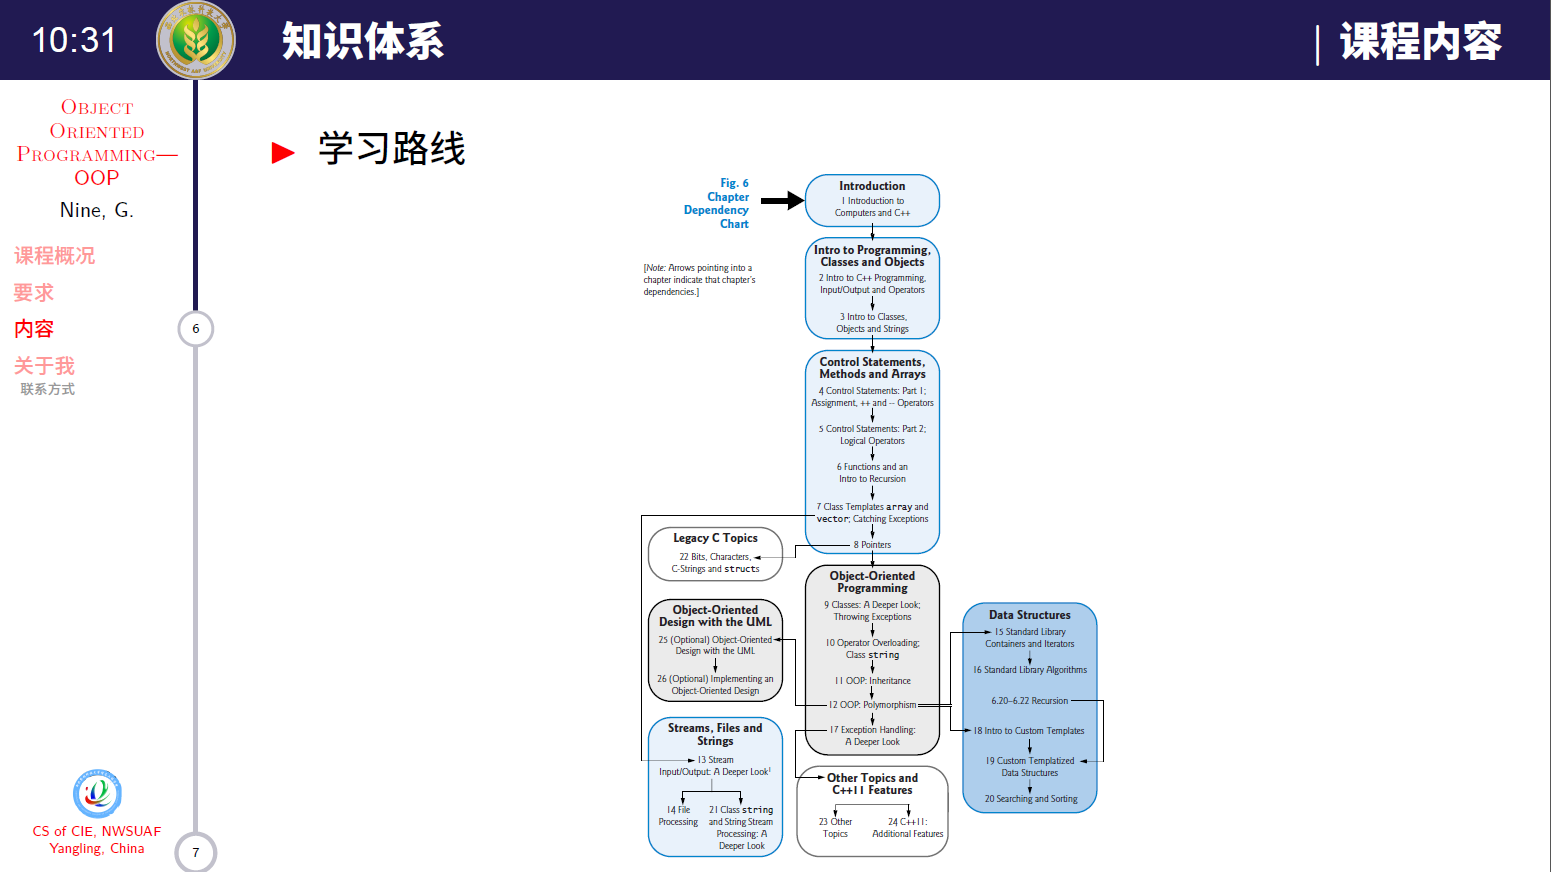 10:31
知识体系
| 课程内容
OBJECT
ORIENTED
PROGRAMMING—
OOP
Nine, G.
课程概况
要求
内容
关于我
联系方式
6
7
CS of CIE, NWSUAF
Yangling, China
学习路线
Fig. 6
Chapter
Dependency
Chart
[Note: Arrows pointing into a
chapter indicate that chapter's
dependencies.]
Introduction
1 Introduction to
Computers and C++
Intro to Programming,
Classes and Objects
2 Intro to C++ Programming,
Input/Output and Operators
3 Intro to Classes,
Objects and Strings
Control Statements,
Methods and Arrays
4 Control Statements: Part 1;
Assignment, ++ and -- Operators
5 Control Statements: Part 2;
Logical Operators
6 Functions and an
Intro to Recursion
7 Class Templates array and
vector; Catching Exceptions
8 Pointers
Legacy C Topics
22 Bits, Characters,
C-Strings and structs
Object-Oriented
Programming
9 Classes: A Deeper Look;
Throwing Exceptions
10 Operator Overloading;
Class string
11 OOP: Inheritance
12 OOP: Polymorphism
17 Exception Handling:
A Deeper Look
Object-Oriented
Design with the UML
25 (Optional) Object-Oriented
Design with the UML
26 (Optional) Implementing an
Object-Oriented Design
Data Structures
15 Standard Library
Containers and Iterators
16 Standard Library Algorithms
6.20–6.22 Recursion
18 Intro to Custom Templates
19 Custom Templatized
Data Structures
20 Searching and Sorting
Streams, Files and
Strings
13 Stream
Input/Output: A Deeper Look1
14 File
Processing
21 Class string
and String Stream
Processing: A
Deeper Look
Other Topics and
C++11 Features
23 Other
Topics
24 C++11:
Additional Features